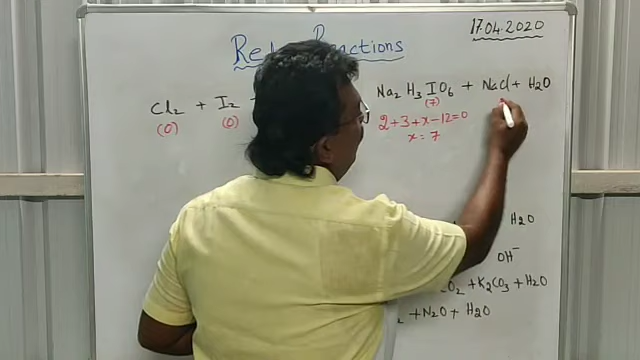 17.04.2020
Reactions
Cl2 + I2 Na2 H3 IO6 + NaCl + H2O
(0) (0) (7)
2+3+x-12=0
x = 7
H2O
OH⁻
O2 + K2CO3 + H2O
+ N2O + H2O